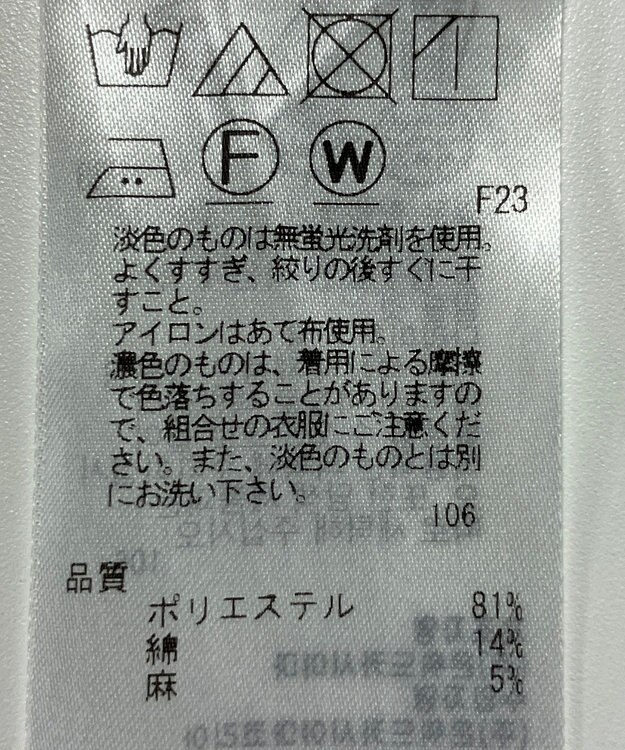 F
W
F23
淡色のものは無蛍光洗剤を使用。
よくすすぎ、絞りの後すぐに干
すこと。
アイロンはあて布使用。
濃色のものは、着用による摩擦
で色落ちすることがありますの
で、組合せの衣服にご注意くだ
さい。また、淡色のものとは別
にお洗い下さい。
106
品質
ポリエステル 81%
綿 14%
麻 5%